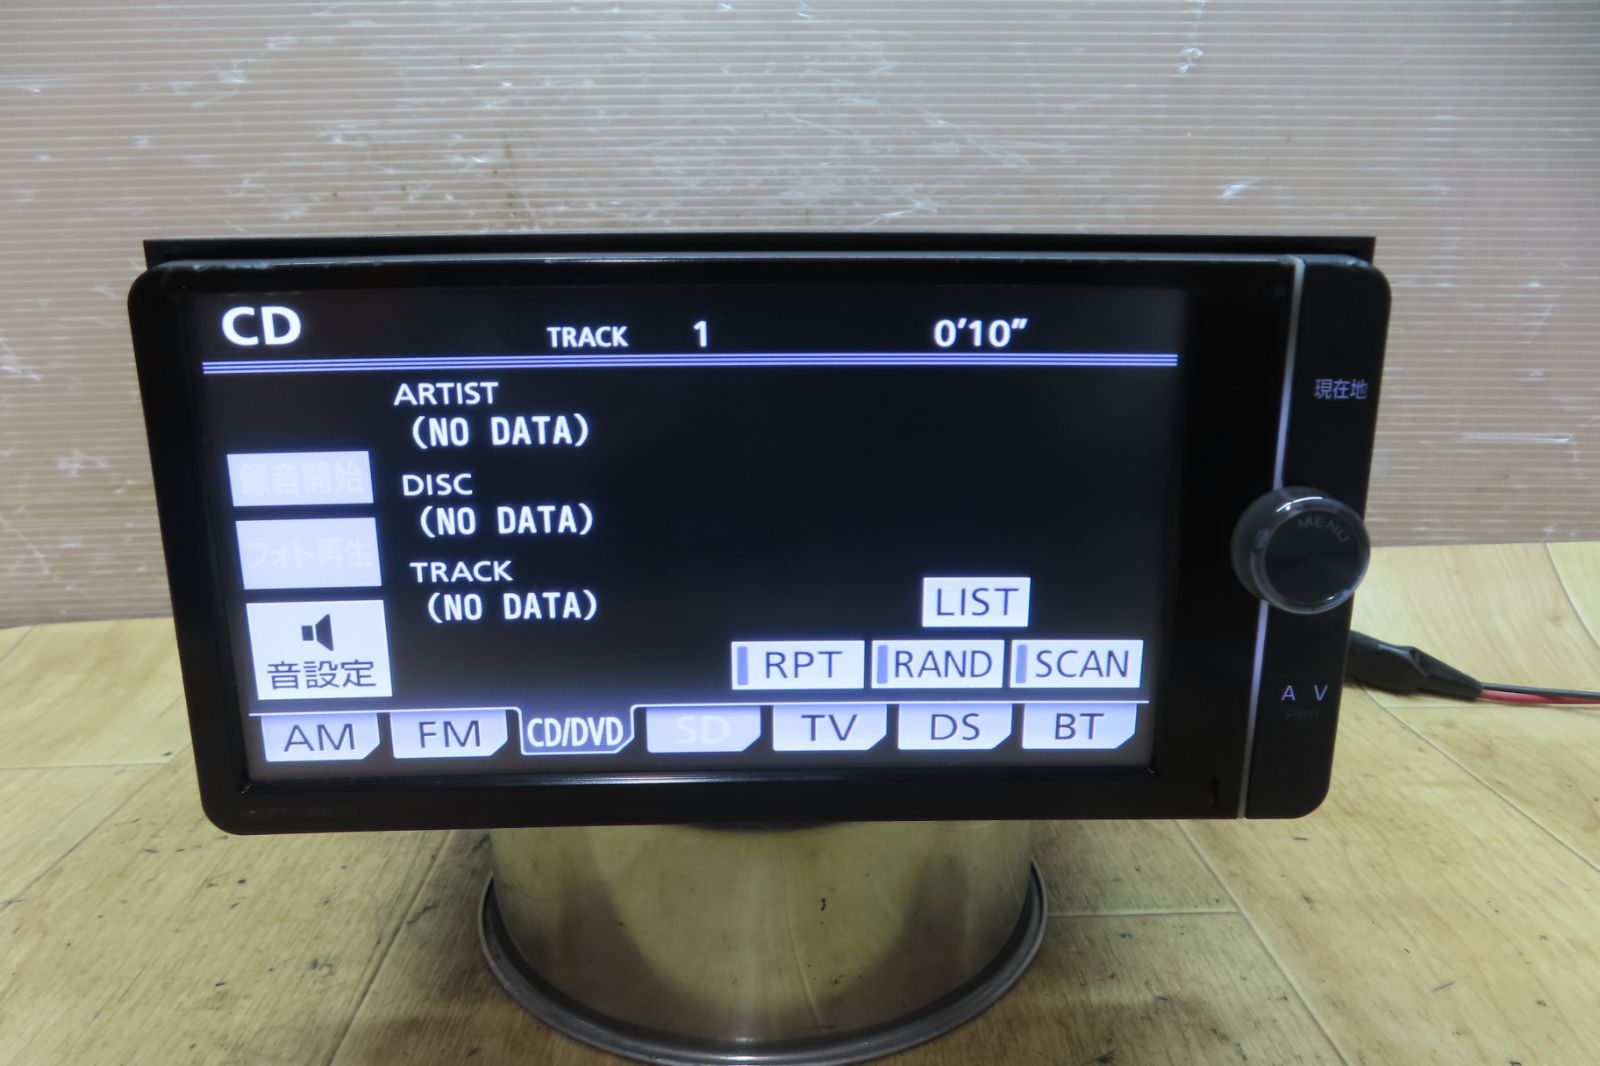 CD
TRACK 1 0'10"
ARTIST
(NO DATA)
DISC
(NO DATA)
TRACK
(NO DATA)
録音開始
フォト再生
音設定
LIST
RPT RAND SCAN
AM FM CD/DVD SD TV DS BT
現在地
MENU
A V
PWR
NSZT-W62G